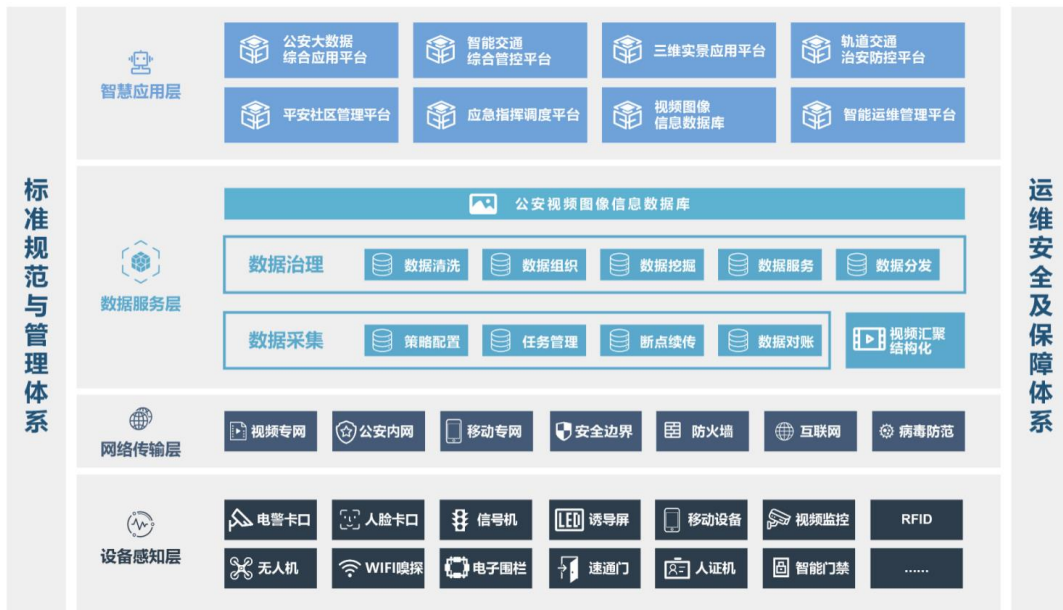 标准规范与管理体系
智慧应用层
公安大数据
综合应用平台
智能交通
综合管控平台
三维实景应用平台
轨道交通
治安防控平台
平安社区管理平台
应急指挥调度平台
视频图像
信息数据库
智能运维管理平台
数据服务层
公安视频图像信息数据库
数据治理
数据清洗
数据组织
数据挖掘
数据服务
数据分发
数据采集
策略配置
任务管理
断点续传
数据对账
视频汇聚
结构化
网络传输层
视频专网
公安内网
移动专网
安全边界
防火墙
互联网
病毒防范
设备感知层
电警卡口
人脸卡口
信号机
LED
诱导屏
移动设备
视频监控
RFID
无人机
WIFI嗅探
电子围栏
速通门
人证机
智能门禁
......
运维安全及保障体系